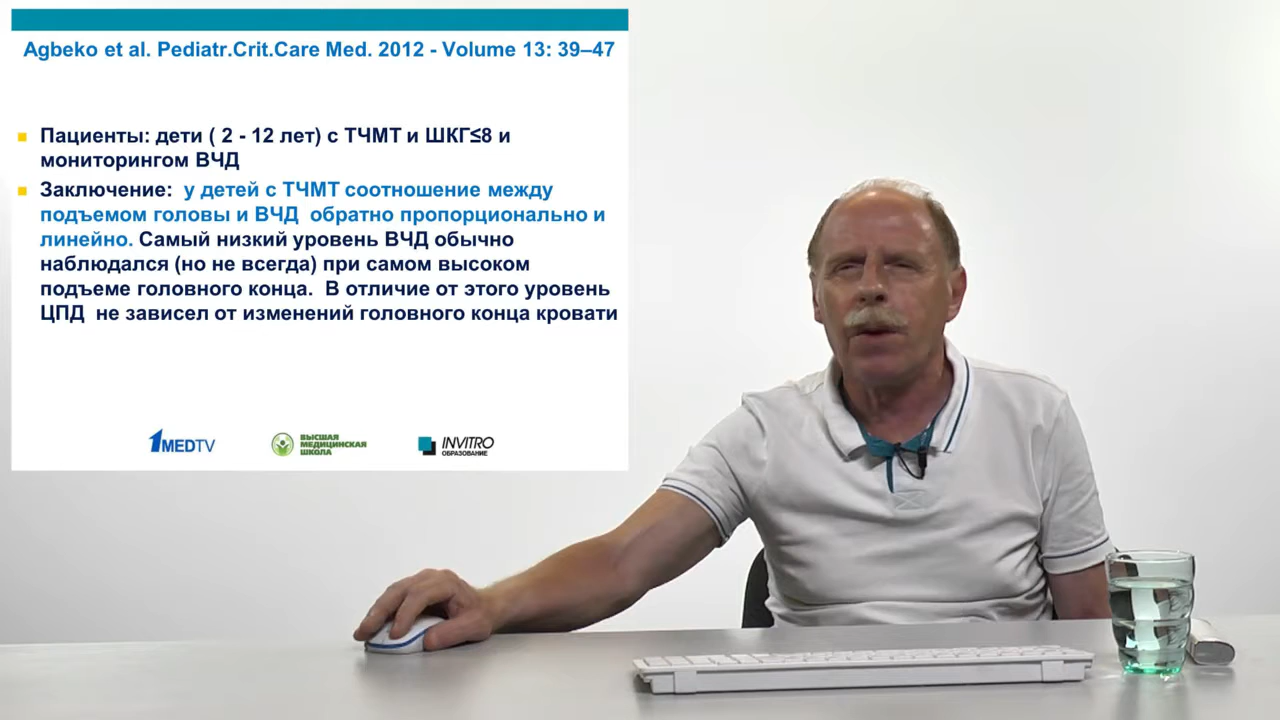 Agbeko et al. Pediatr.Crit.Care Med. 2012 - Volume 13: 39–47
Пациенты: дети ( 2 - 12 лет) с ТЧМТ и ШКГ≤8 и
мониторингом ВЧД
Заключение: у детей с ТЧМТ соотношение между
подъемом головы и ВЧД обратно пропорционально и
линейно. Самый низкий уровень ВЧД обычно
наблюдался (но не всегда) при самом высоком
подъеме головного конца. В отличие от этого уровень
ЦПД не зависел от изменений головного конца кровати
1MEDTV
ВЫСШАЯ
МЕДИЦИНСКАЯ
ШКОЛА
INVITRO
ОБРАЗОВАНИЕ